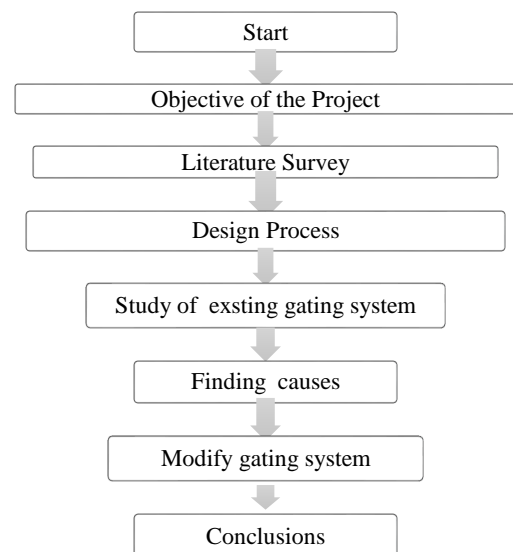 Start
Objective of the Project
Literature Survey
Design Process
Study of exsting gating system
Finding causes
Modify gating system
Conclusions